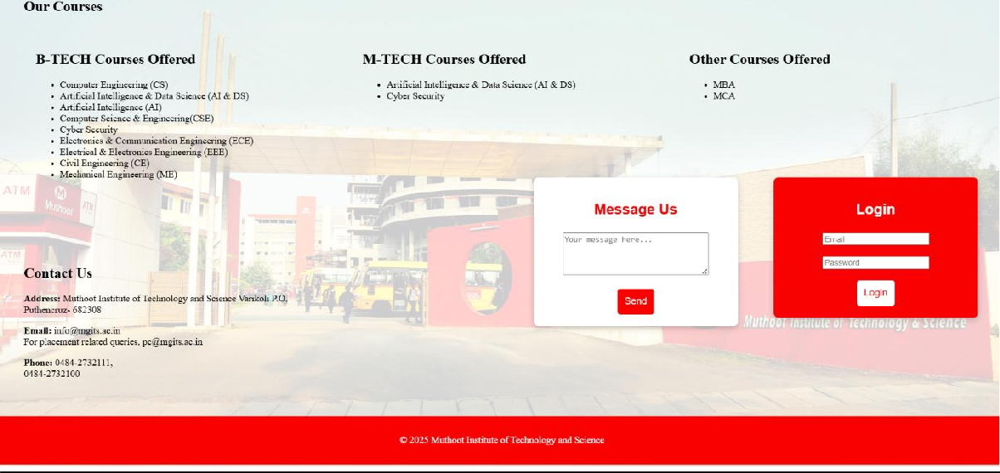 Our Courses
B-TECH Courses Offered
Computer Engineering (CS)
Artificial Intelligence & Data Science (AI & DS)
Artificial Intelligence (AI)
Computer Science & Engineering(CSE)
Cyber Security
Electronics & Communication Engineering (ECE)
Electrical & Electronics Engineering (EEE)
Civil Engineering (CE)
Mechanical Engineering (ME)
M-TECH Courses Offered
Artificial Intelligence & Data Science (AI & DS)
Cyber Security
Other Courses Offered
MBA
MCA
ATM
Muthoot
ATM
Contact Us
Address: Muthoot Institute of Technology and Science Varikoli P.O,
Puthencruz- 682308
Email: info@mgits.ac.in
For placement related queries, pc@mgits.ac.in
Phone: 0484-2732111,
0484-2732100
Message Us
Your message here...
Send
Login
Email
Password
Login
Muthoot Institute of Technology & Science
© 2025 Muthoot Institute of Technology and Science